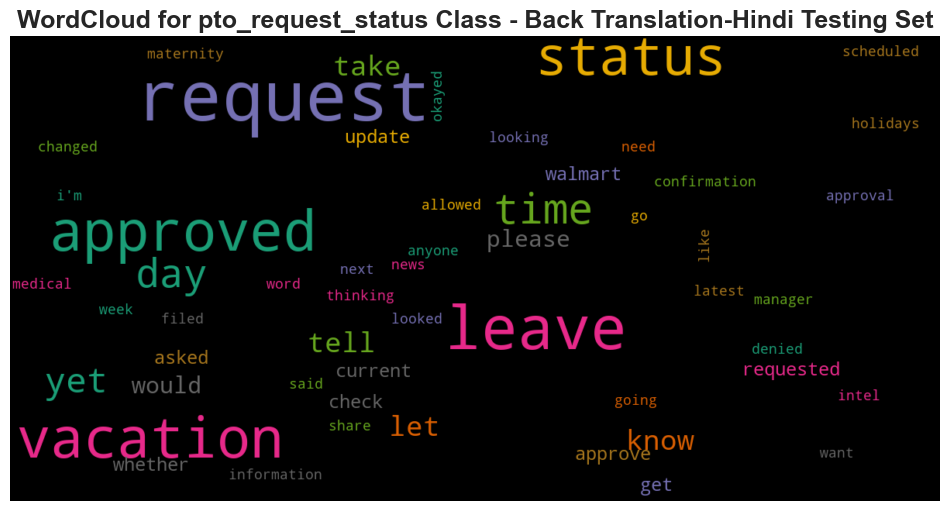 WordCloud for pto_request_status Class - Back Translation-Hindi Testing Set
maternity
take
status
scheduled
request
okayed
update
looking
need
holidays
changed
walmart
confirmation
i'm
allowed
time
go
approval
approved
please
like
anyone
day
next
news
medical
word
thinking
latest
manager
week
filed
looked
leave
tell
denied
asked
current
requested
yet
would
said
check
going
intel
vacation
share
let
know
whether
approve
want
information
get